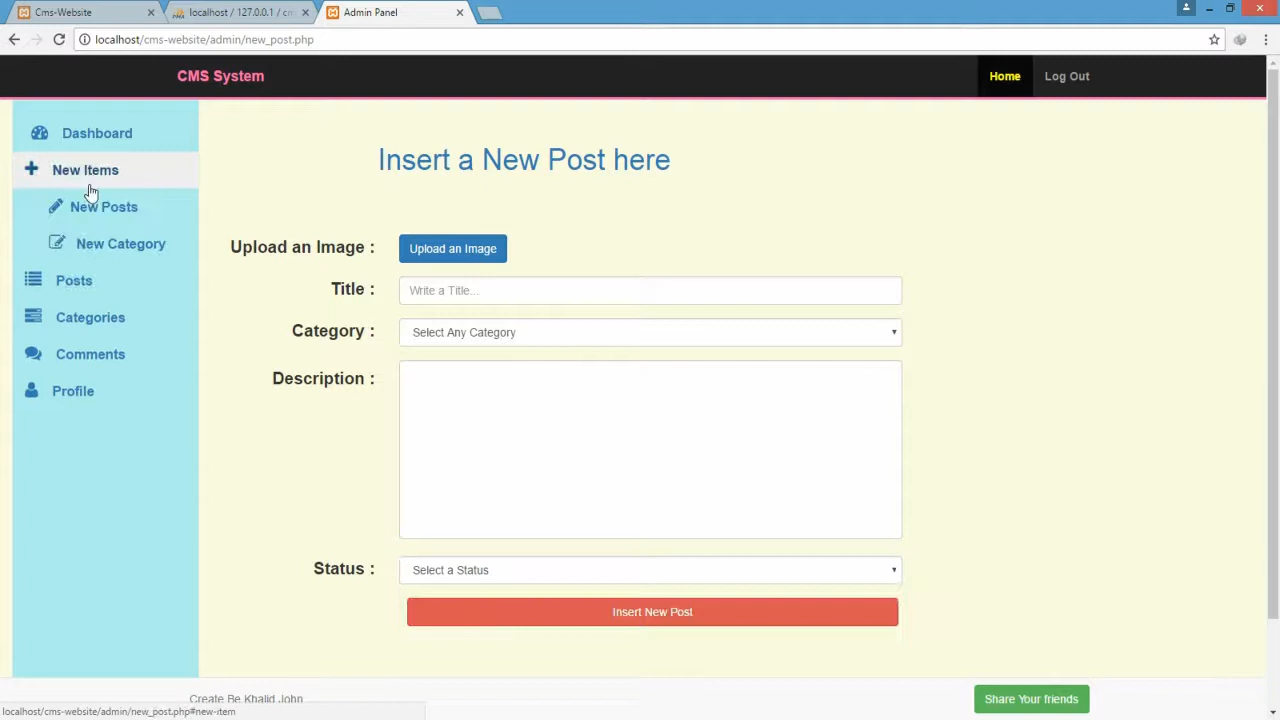 CMS-Website
localhost / 127.0.0.1 / cm
Admin Panel
localhost/cms-website/admin/new_post.php
CMS System
Home
Log Out
Dashboard
New Items
New Posts
New Category
Posts
Categories
Comments
Profile
Insert a New Post here
Upload an Image :
Upload an Image
Title :
Write a Title...
Category :
Select Any Category
Description :
Status :
Select a Status
Insert New Post
Create Be Khalid John
Share Your friends
localhost/cms-website/admin/new_post.php#new-item